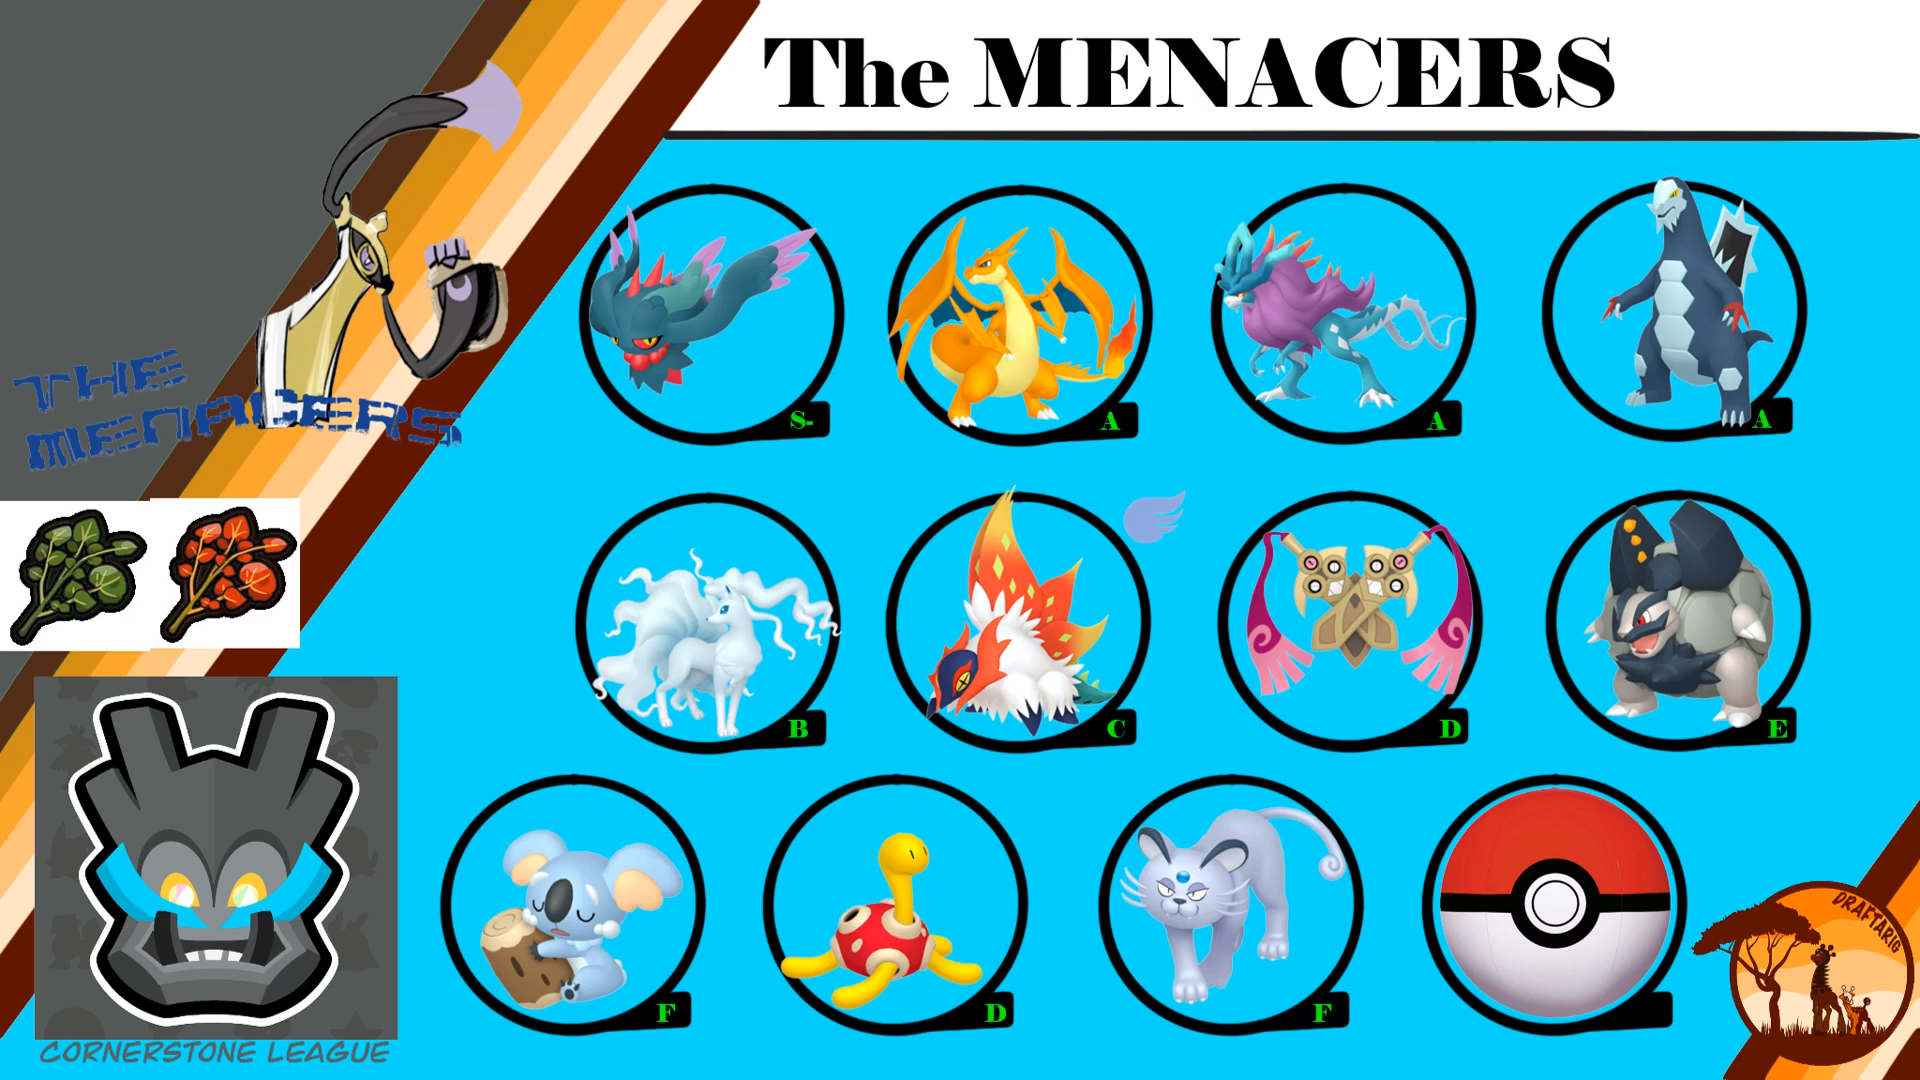 The MENACERS
THE
MENACERS
S-
A
A
A
B
C
D
E
F
D
F
CORNERSTONE LEAGUE
DRAFTARIG